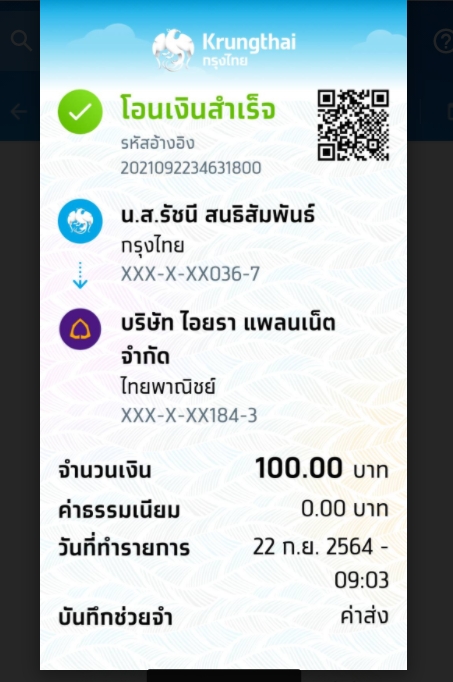 Krungthai
กรุงไทย
โอนเงินสำเร็จ
รหัสอ้างอิง
2021092234631800
น.ส.รัชนี สนธิสัมพันธ์
กรุงไทย
XXX-X-XX036-7
บริษัท ไอยรา แพลนเน็ต
จำกัด
ไทยพาณิชย์
XXX-X-XX184-3
จำนวนเงิน 100.00 บาท
ค่าธรรมเนียม 0.00 บาท
วันที่ทำรายการ 22 ก.ย. 2564 -
09:03
บันทึกช่วยจำ ค่าส่ง